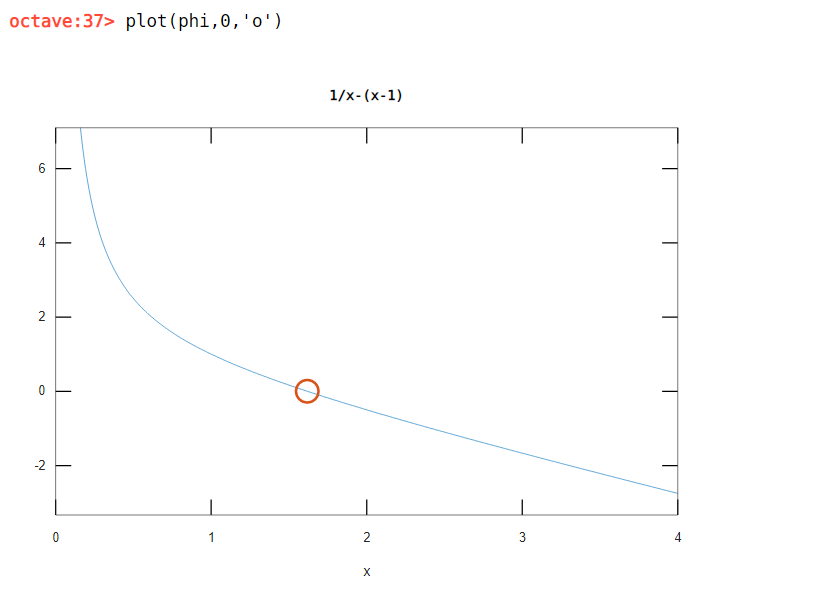 octave:37> plot(phi,0,'o')
1/x-(x-1)
6
4
2
0
-2
0 1 2 3 4
x